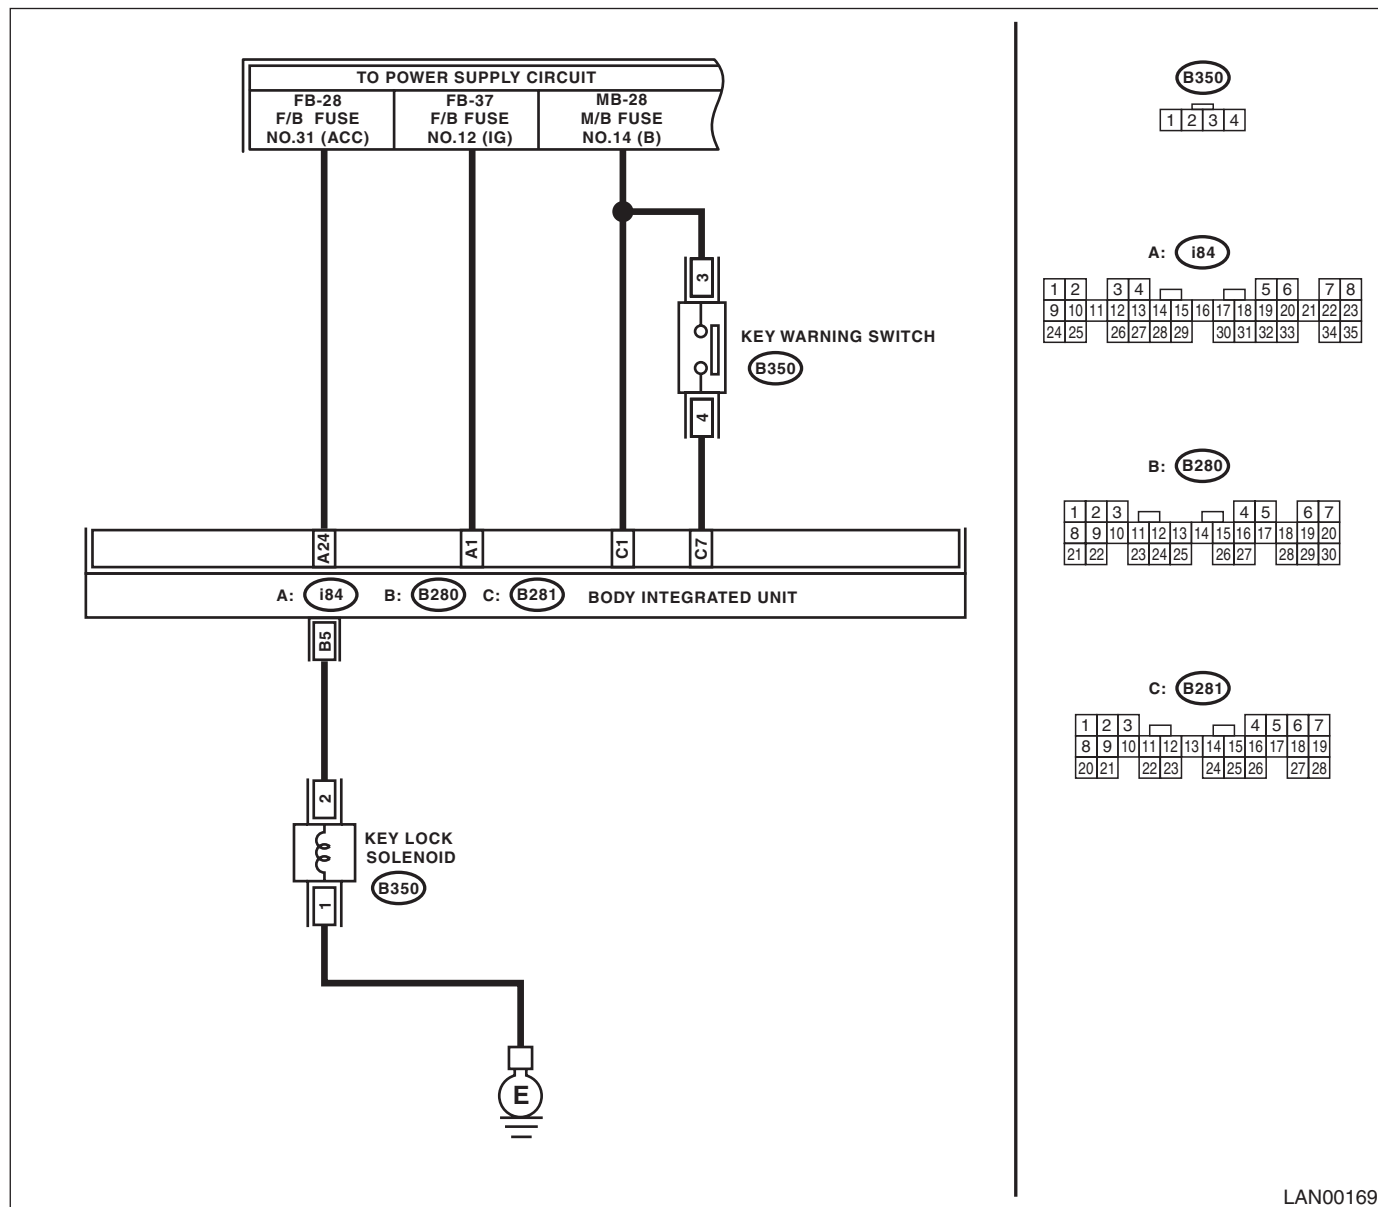 TO POWER SUPPLY CIRCUIT
FB-28
F/B FUSE
NO.31 (ACC)
FB-37
F/B FUSE
NO.12 (IG)
MB-28
M/B FUSE
NO.14 (B)
3
KEY WARNING SWITCH
B350
4
A24
A1
C1
C7
A: i84 B: B280 C: B281 BODY INTEGRATED UNIT
B5
2
KEY LOCK
SOLENOID
B350
1
E
B350
1 2 3 4
A: i84
1 2 3 4 5 6 7 8
9 10 11 12 13 14 15 16 17 18 19 20 21 22 23
24 25 26 27 28 29 30 31 32 33 34 35
B: B280
1 2 3 4 5 6 7
8 9 10 11 12 13 14 15 16 17 18 19 20
21 22 23 24 25 26 27 28 29 30
C: B281
1 2 3 4 5 6 7
8 9 10 11 12 13 14 15 16 17 18 19
20 21 22 23 24 25 26 27 28
LAN00169